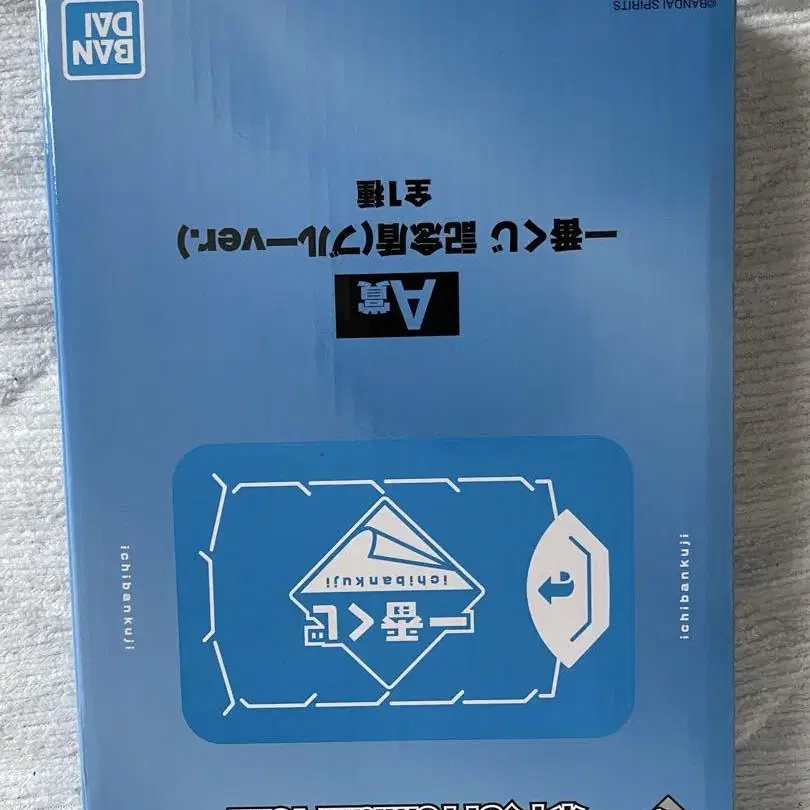 一番くじ
ichibankuji
ichibankuji
ichibankuji
A賞
一番くじ 記念盾(ブルーver.)
全1種
©BANDAI SPIRITS
BAN
DAI